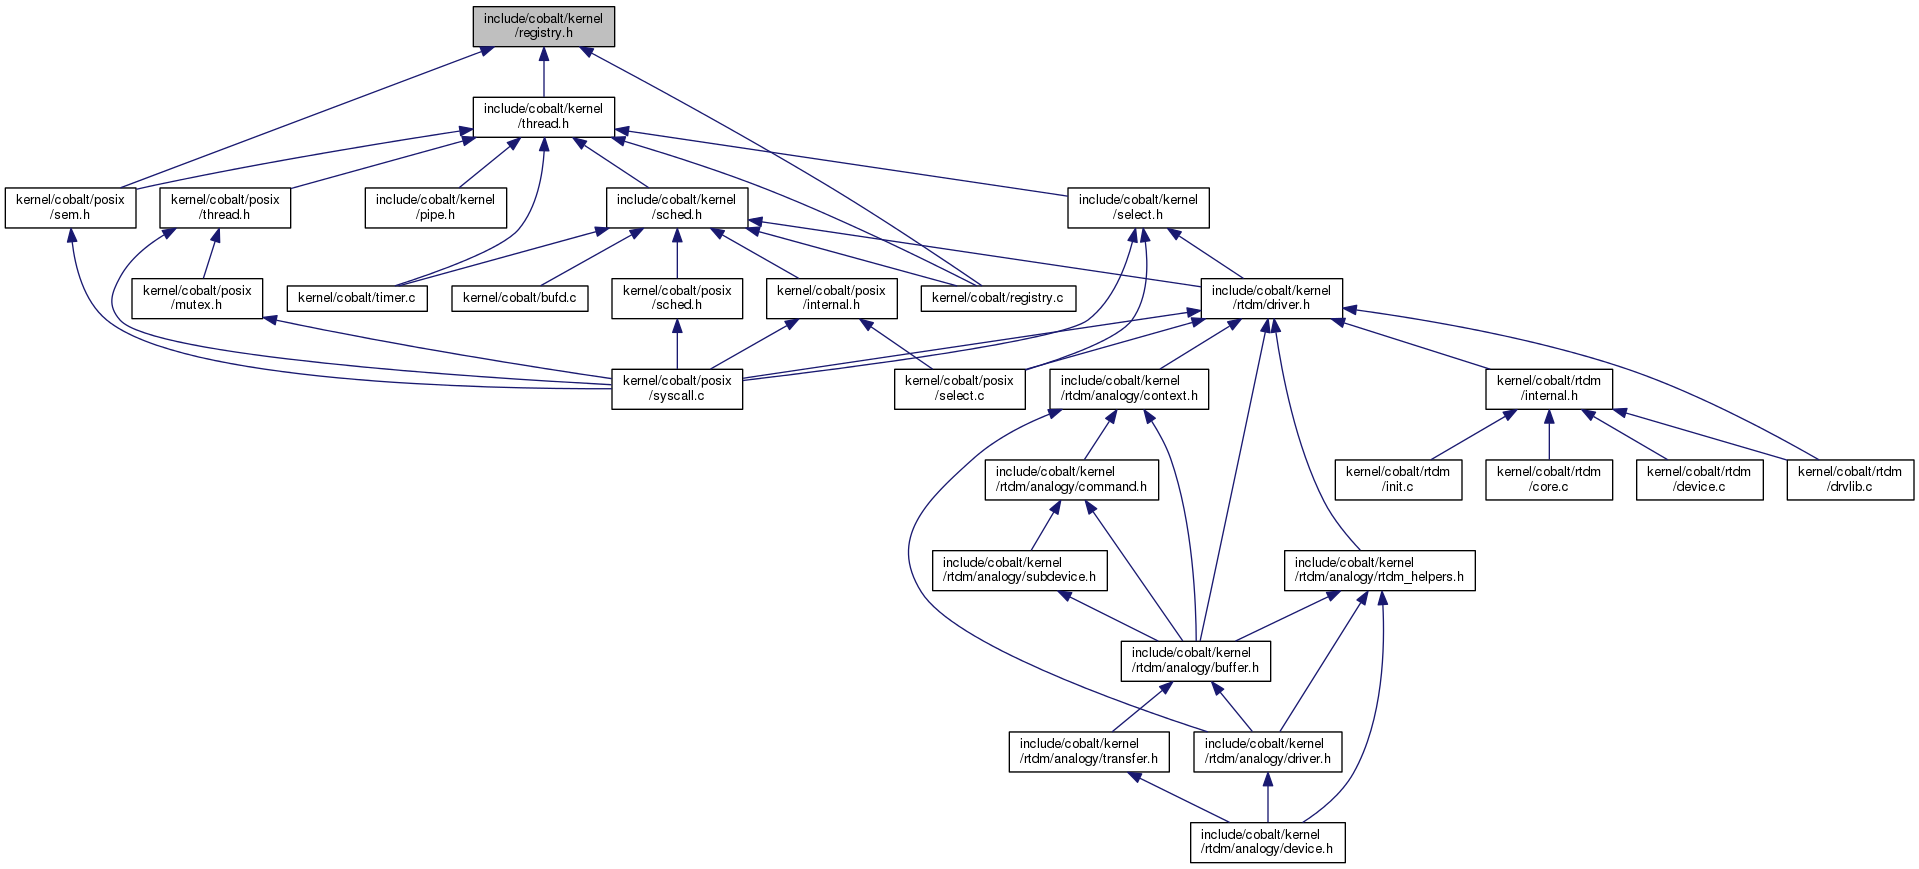 include/cobalt/kernel
/registry.h
include/cobalt/kernel
/thread.h
kernel/cobalt/posix
/sem.h
kernel/cobalt/posix
/thread.h
include/cobalt/kernel
/pipe.h
include/cobalt/kernel
/sched.h
include/cobalt/kernel
/select.h
kernel/cobalt/posix
/mutex.h
kernel/cobalt/timer.c
kernel/cobalt/bufd.c
kernel/cobalt/posix
/sched.h
kernel/cobalt/posix
/internal.h
kernel/cobalt/registry.c
include/cobalt/kernel
/rtdm/driver.h
kernel/cobalt/posix
/syscall.c
kernel/cobalt/posix
/select.c
include/cobalt/kernel
/rtdm/analogy/context.h
kernel/cobalt/rtdm
/internal.h
include/cobalt/kernel
/rtdm/analogy/command.h
kernel/cobalt/rtdm
/init.c
kernel/cobalt/rtdm
/core.c
kernel/cobalt/rtdm
/device.c
kernel/cobalt/rtdm
/drvlib.c
include/cobalt/kernel
/rtdm/analogy/subdevice.h
include/cobalt/kernel
/rtdm/analogy/rtdm_helpers.h
include/cobalt/kernel
/rtdm/analogy/buffer.h
include/cobalt/kernel
/rtdm/analogy/transfer.h
include/cobalt/kernel
/rtdm/analogy/driver.h
include/cobalt/kernel
/rtdm/analogy/device.h